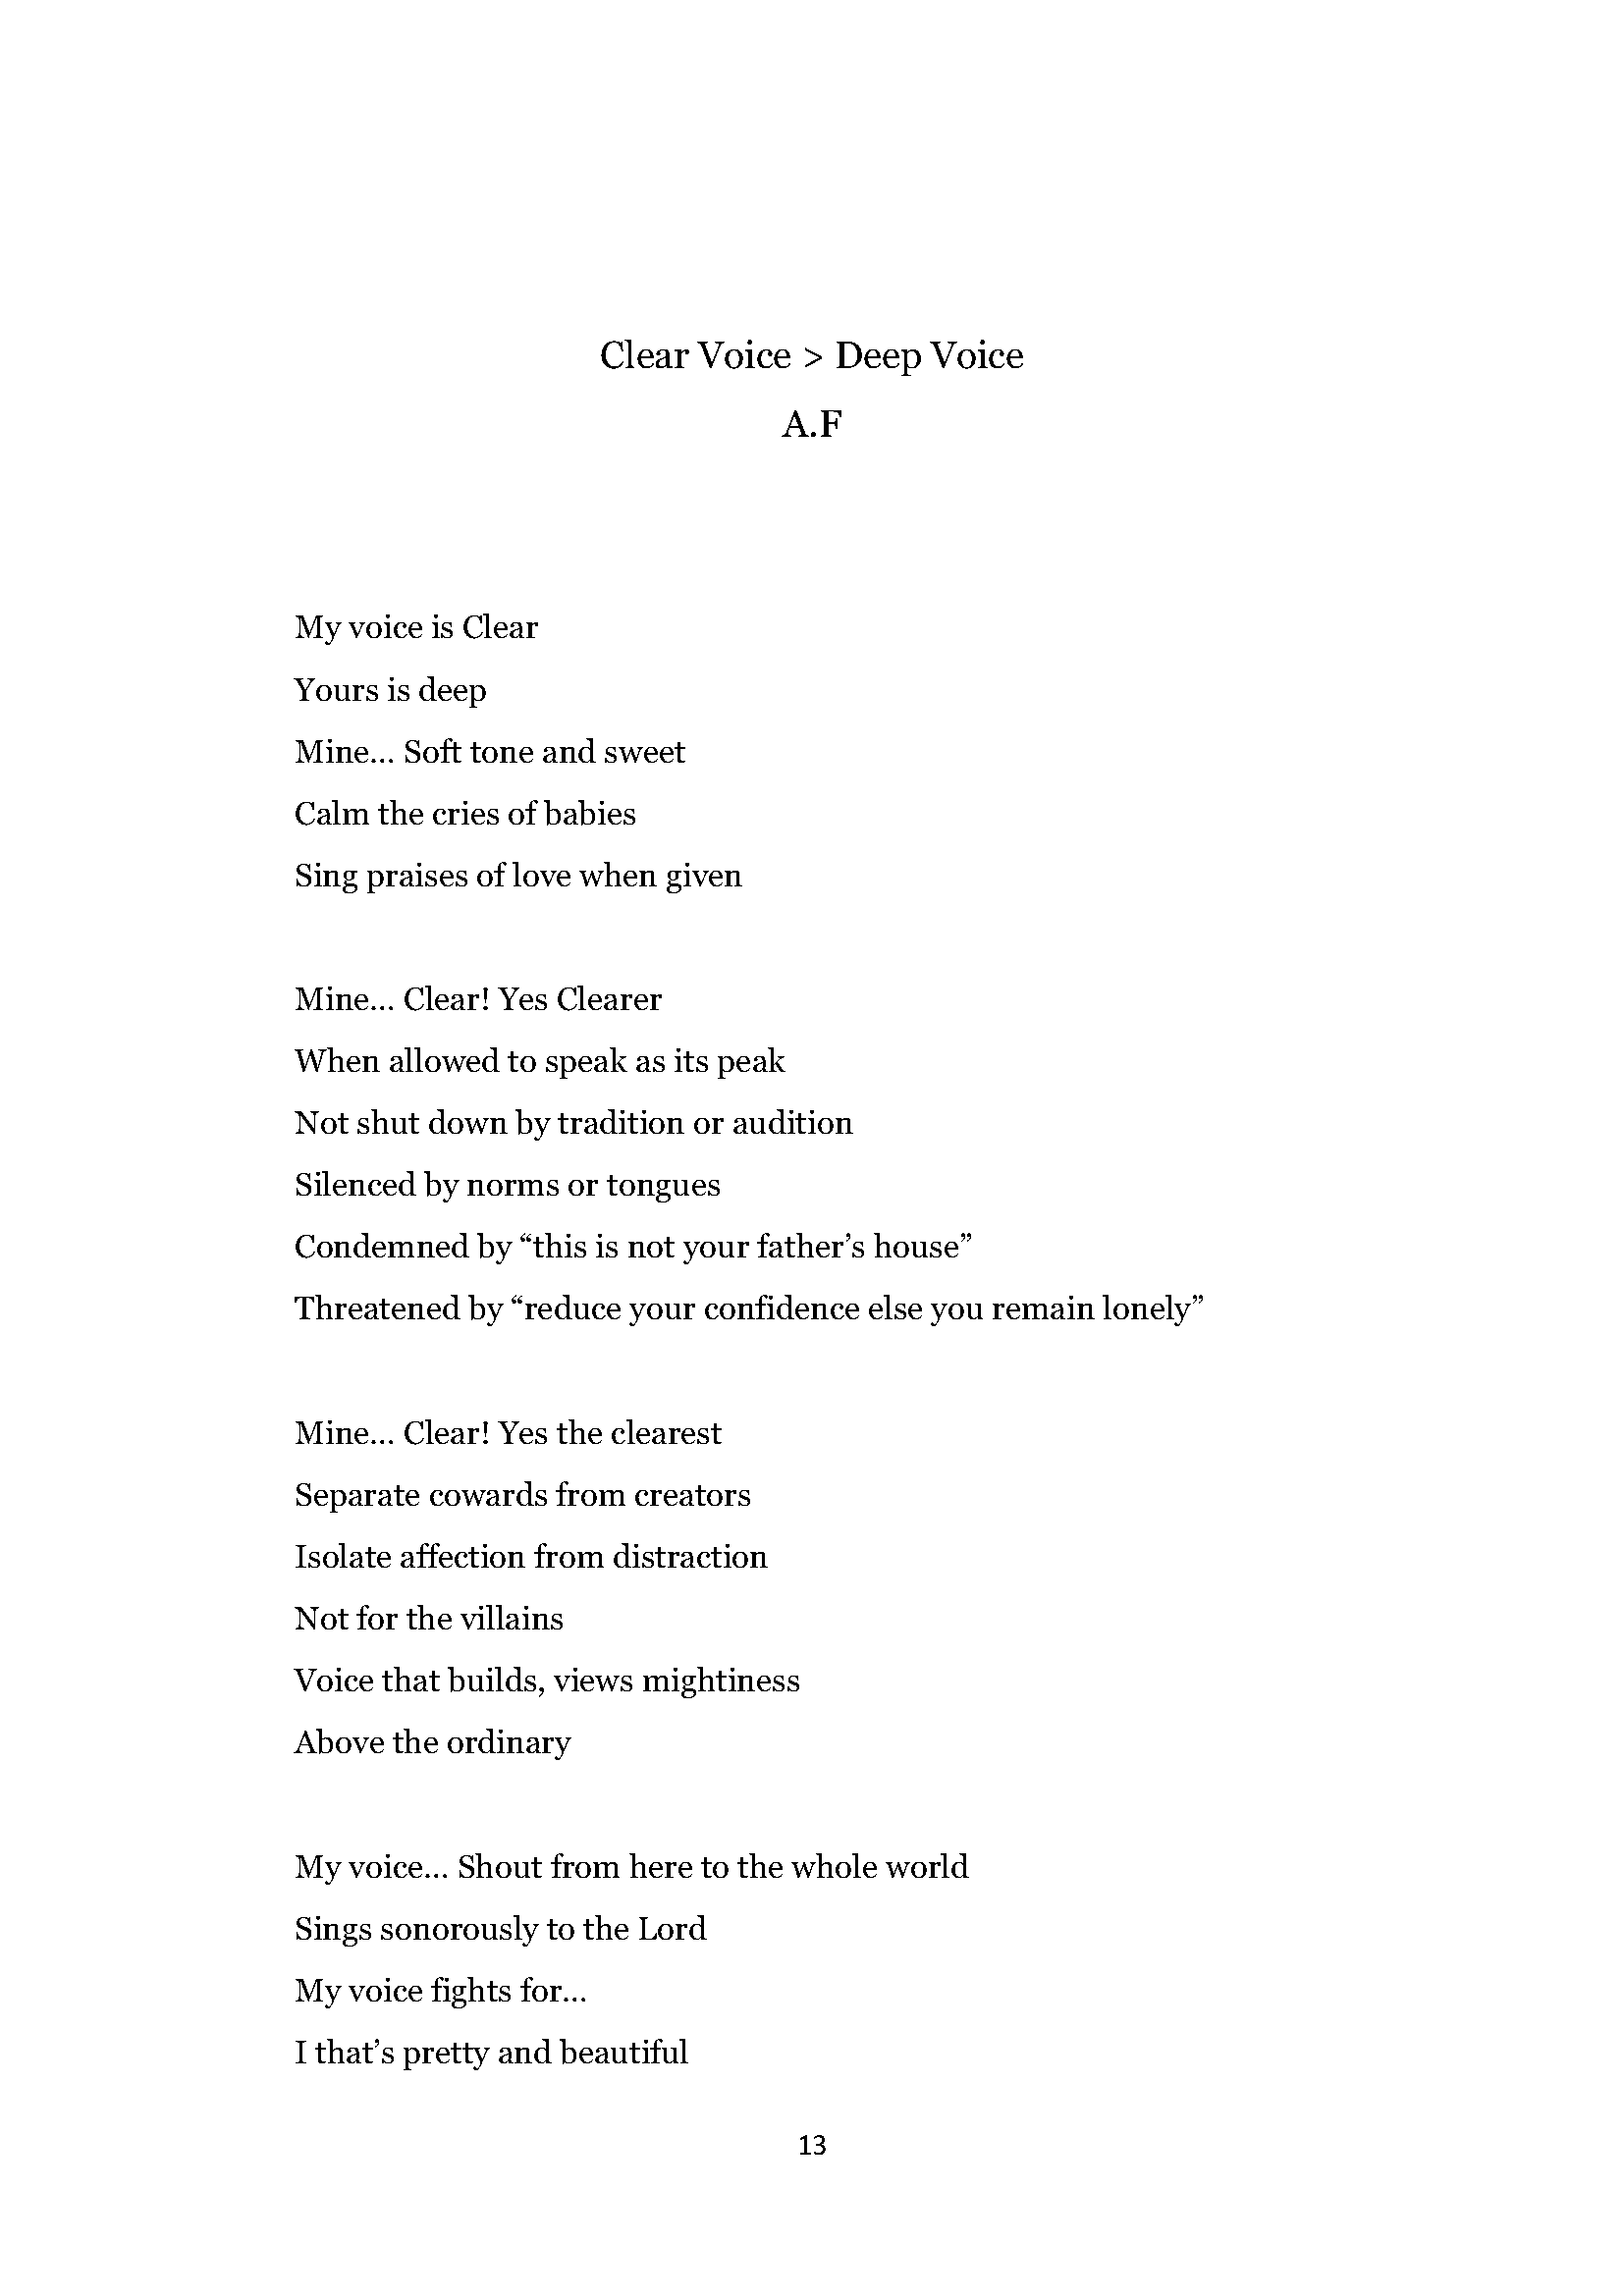 Clear Voice > Deep Voice
A.F
My voice is Clear
Yours is deep
Mine... Soft tone and sweet
Calm the cries of babies
Sing praises of love when given
Mine... Clear! Yes Clearer
When allowed to speak as its peak
Not shut down by tradition or audition
Silenced by norms or tongues
Condemned by “this is not your father’s house”
Threatened by “reduce your confidence else you remain lonely”
Mine... Clear! Yes the clearest
Separate cowards from creators
Isolate affection from distraction
Not for the villains
Voice that builds, views mightiness
Above the ordinary
My voice... Shout from here to the whole world
Sings sonorously to the Lord
My voice fights for...
I that’s pretty and beautiful
13